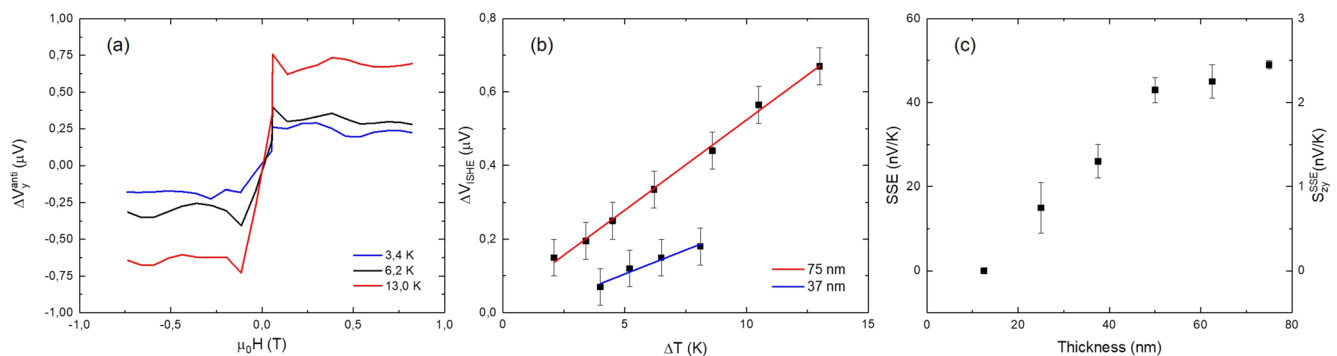 (a)
ΔV_y^anti (μV)
1,00
0,75
0,50
0,25
0,00
-0,25
-0,50
-0,75
-1,00
3,4 K
6,2 K
13,0 K
-1,0 -0,5 0,0 0,5 1,0
μ₀H (T)
(b)
ΔV_ISHE (μV)
0,8
0,6
0,4
0,2
0,0
75 nm
37 nm
0 5 10 15
ΔT (K)
(c)
SSE (nV/K)
60
40
20
0
0 20 40 60 80
Thickness (nm)
3
2
1
0
S_zy^SSE (nV/K)